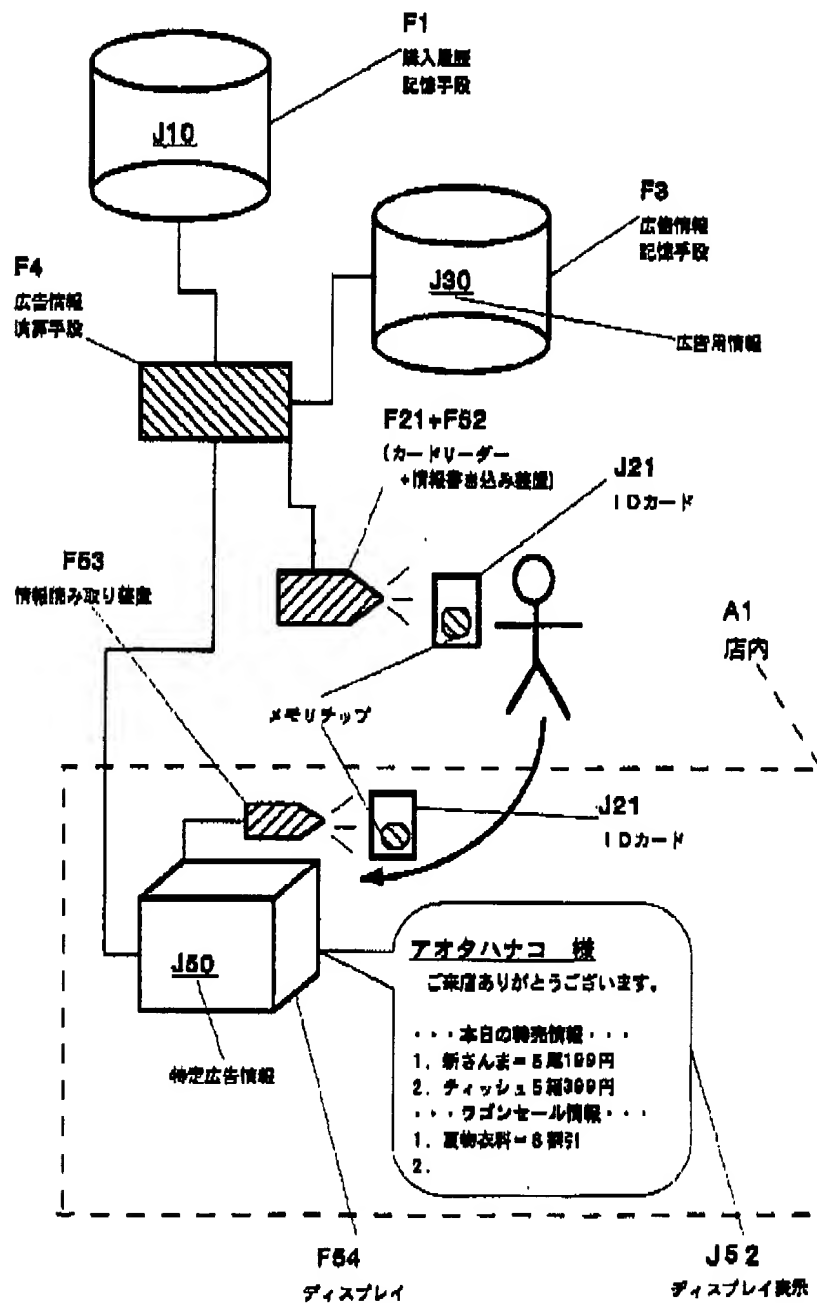 F1
購入履歴
記憶手段
J10
F3
広告情報
記憶手段
J30
広告用情報
F4
広告情報
演算手段
F21+F52
(カードリーダー
+情報書き込み装置)
J21
IDカード
F53
情報読み取り装置
A1
店内
メモリチップ
J21
IDカード
J50
特定広告情報
アオタハナコ 様
ご来店ありがとうございます。
・・・本日の特売情報・・・
1. 新さんま=5尾199円
2. ティッシュ5箱399円
・・・ワゴンセール情報・・・
1. 夏物衣料=6割引
2.
F54
ディスプレイ
J52
ディスプレイ表示